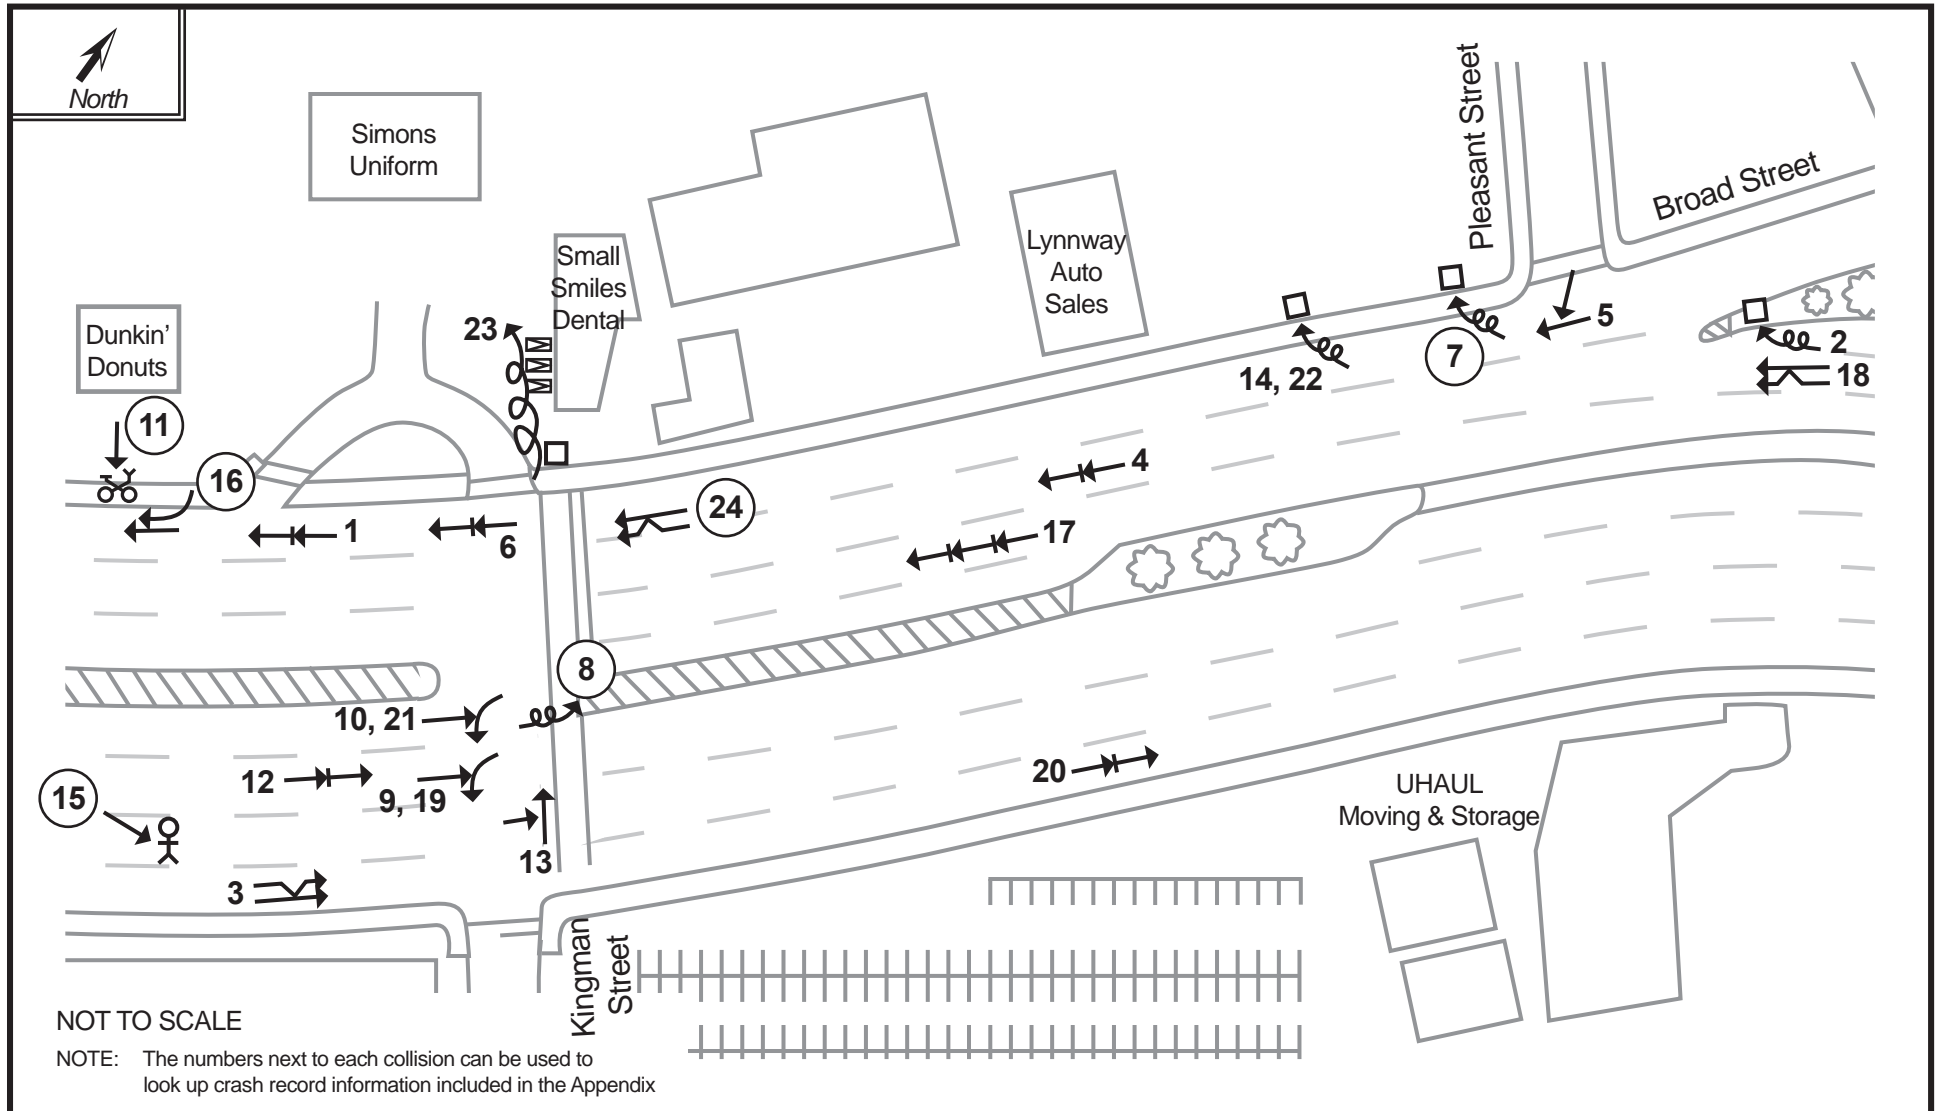 North
Simons
Uniform
Pleasant Street
Broad Street
Small
Smiles
Dental
Lynnway
Auto
Sales
Dunkin’
Donuts
23
5
2
18
7
14, 22
11
16
4
24
17
1
6
8
10, 21
12
9, 19
20
15
13
3
UHAUL
Moving & Storage
Kingman
Street
NOT TO SCALE
NOTE: The numbers next to each collision can be used to
look up crash record information included in the Appendix